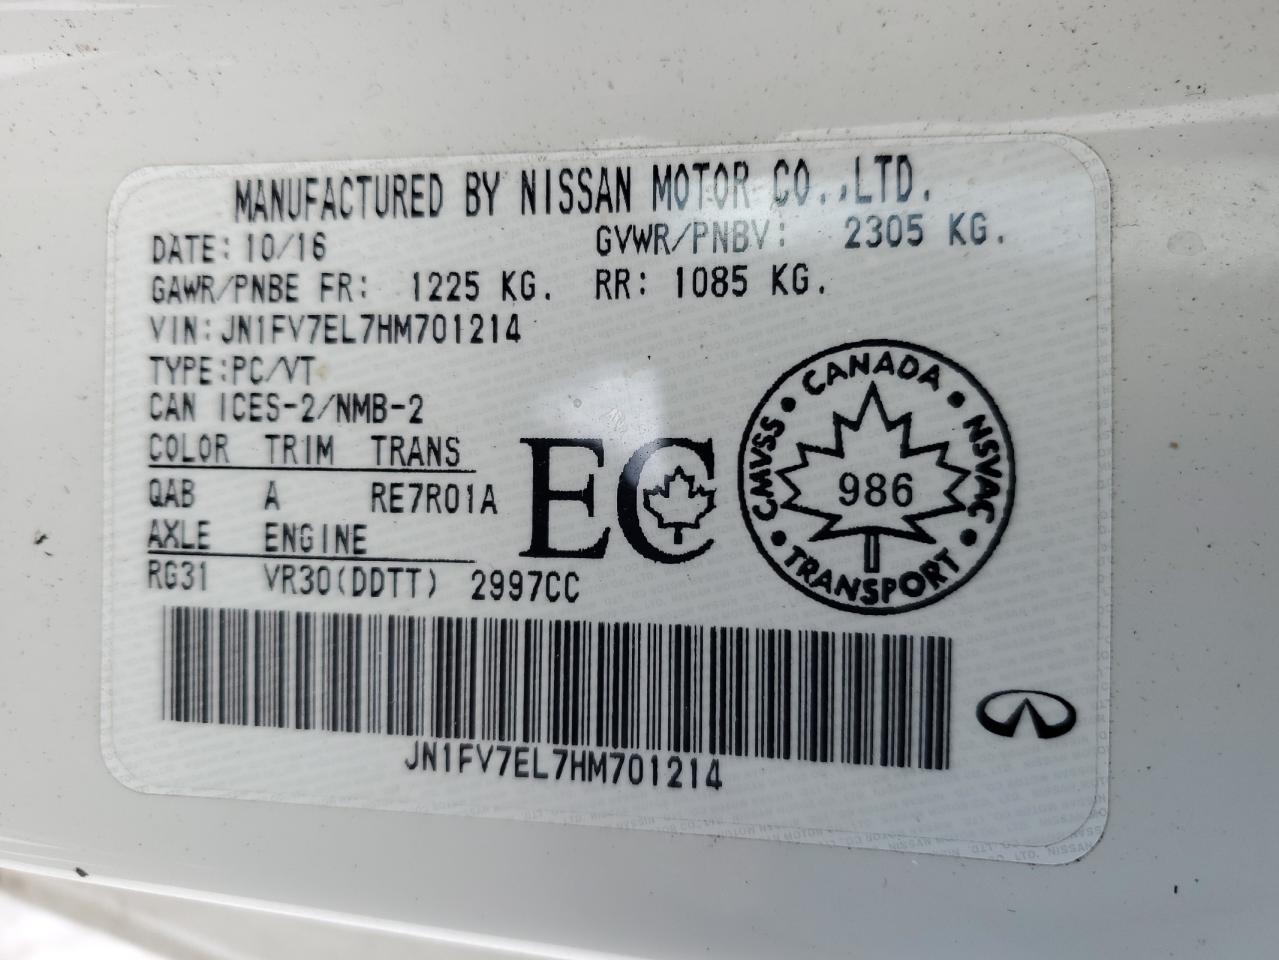 MANUFACTURED BY NISSAN MOTOR CO.,LTD.
DATE: 10/16 GVWR/PNBV: 2305 KG.
GAWR/PNBE FR: 1225 KG. RR: 1085 KG.
VIN: JN1FV7EL7HM701214
TYPE:PC/VT
CAN ICES-2/NMB-2
COLOR TRIM TRANS
QAB A RE7R01A
AXLE ENGINE
RG31 VR30(DDTT) 2997CC
EC
CANADA
CMVSS
NSVAC
986
TRANSPORT
JN1FV7EL7HM701214